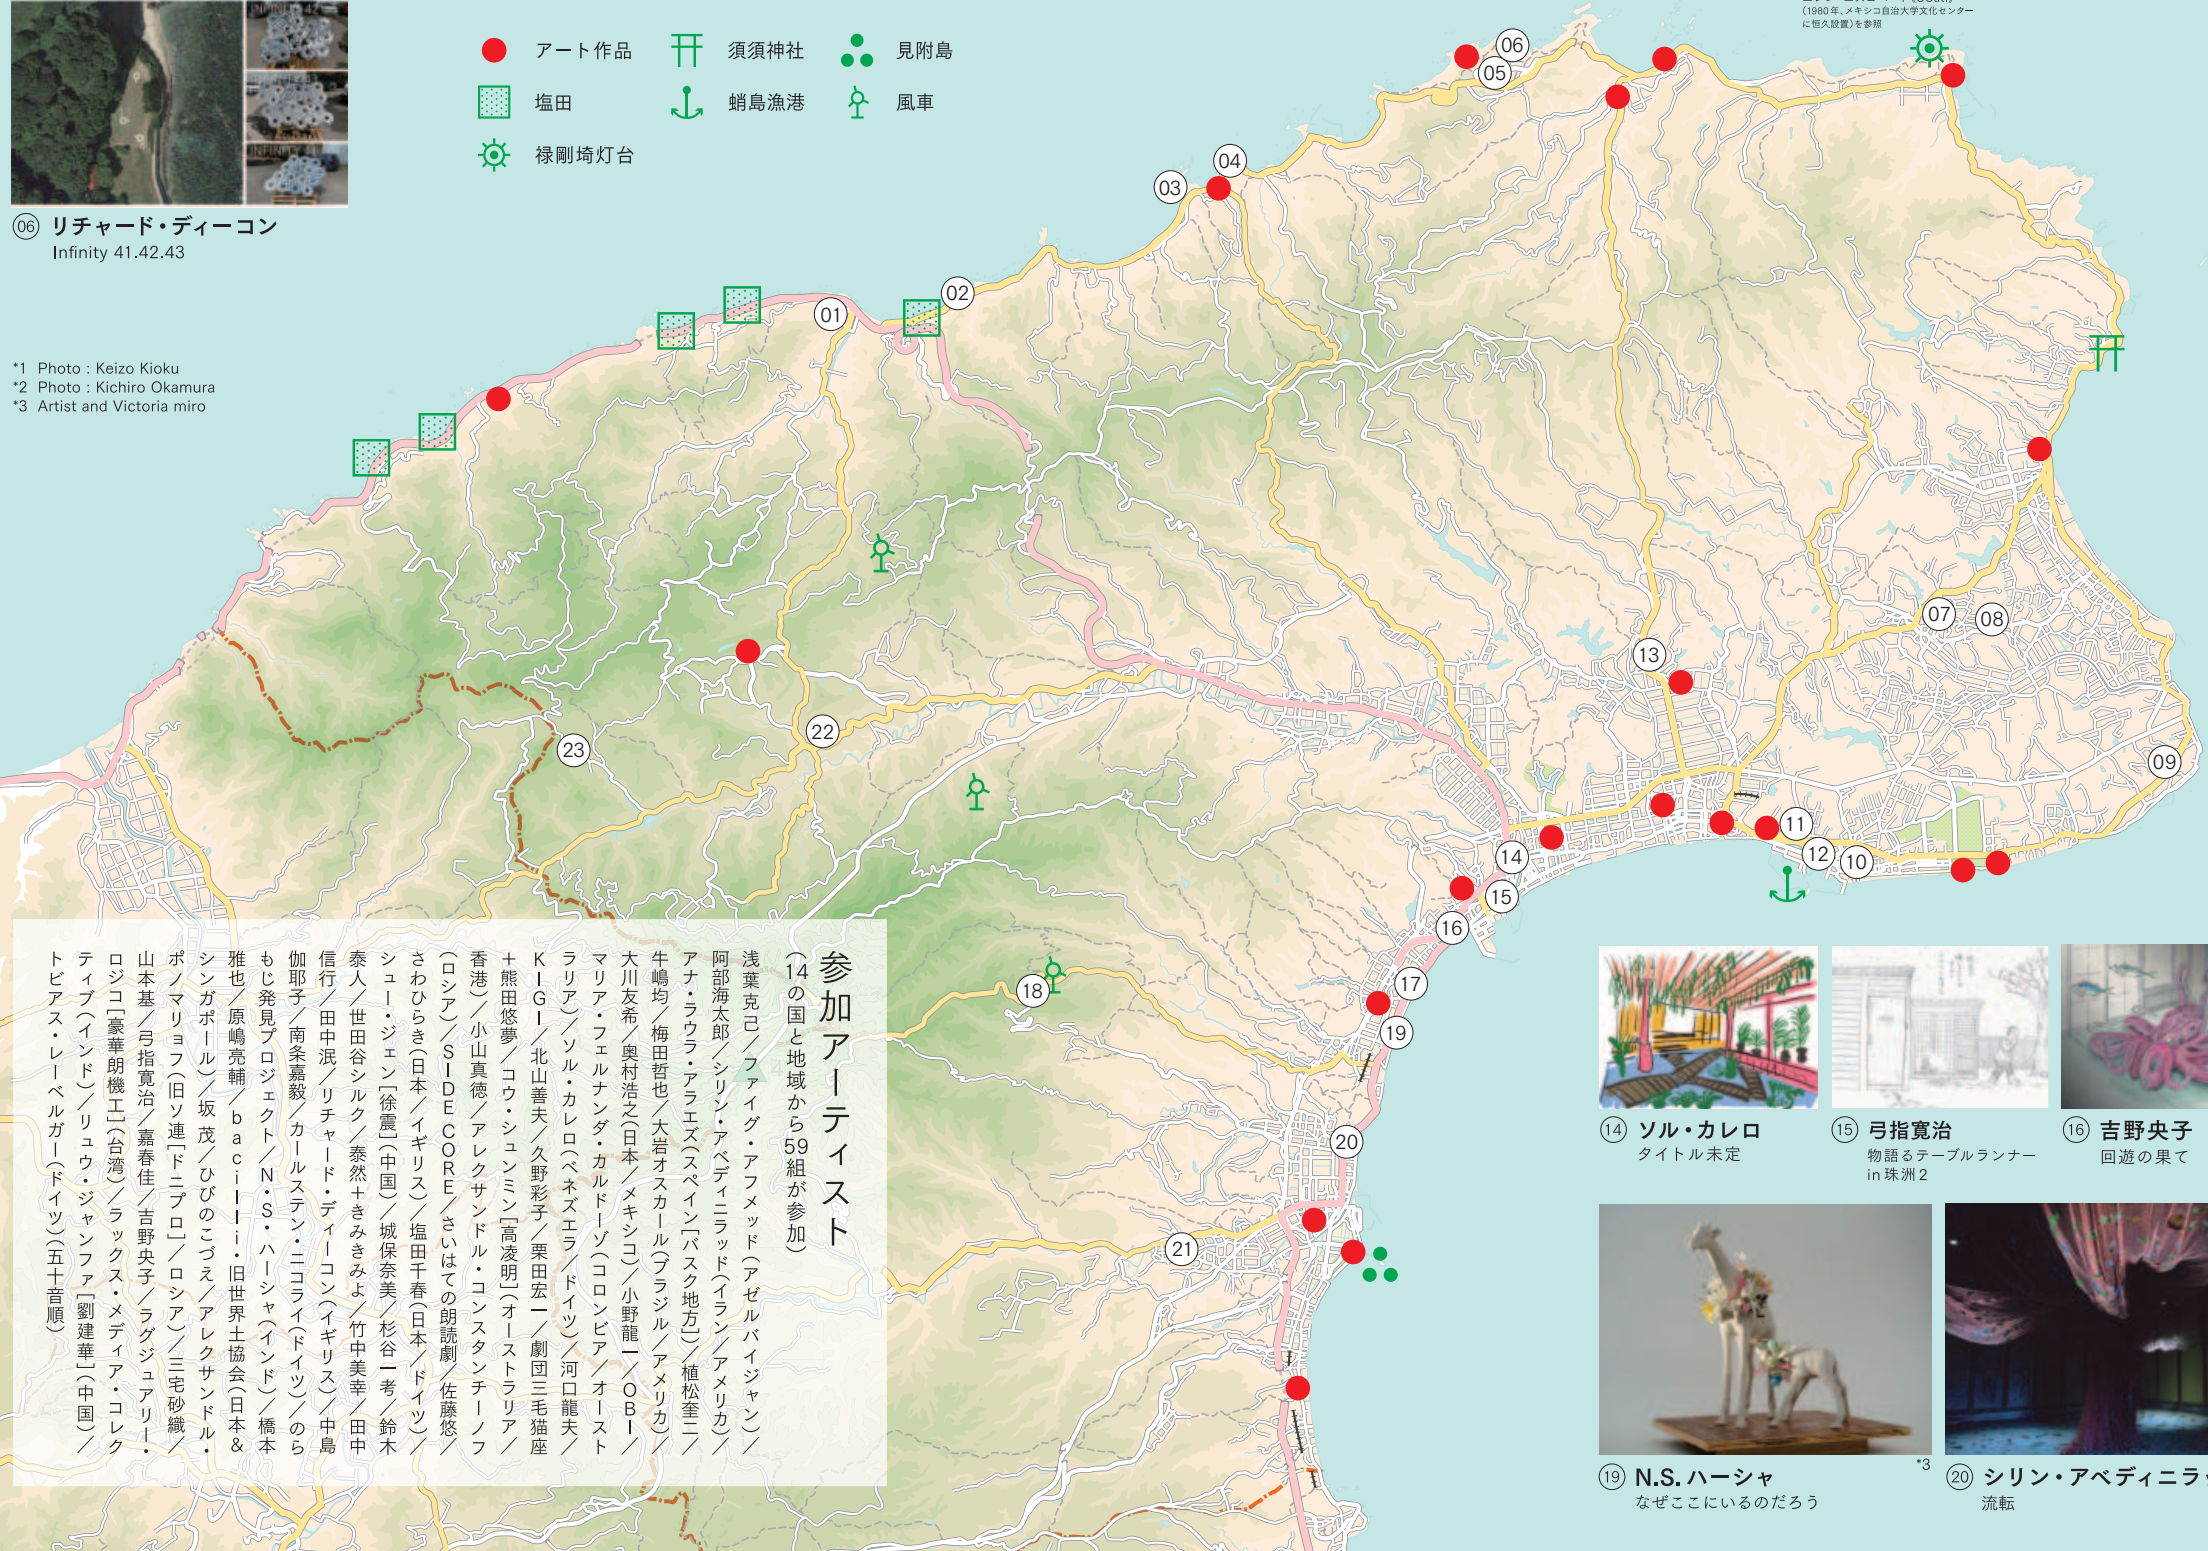 (1980年、メキシコ自治大学文化センター
に恒久設置)を参照
アート作品
須須神社
見附島
塩田
蛸島漁港
風車
禄剛埼灯台
06 リチャード・ディーコン
Infinity 41.42.43
*1 Photo : Keizo Kioku
*2 Photo : Kichiro Okamura
*3 Artist and Victoria miro
06
05
04
03
02
01
07
08
13
22
23
09
11
12
10
14
15
16
17
18
19
20
21
参加アーティスト
(14の国と地域から59組が参加)
浅葉克己／ファイグ・アフメッド(アゼルバイジャン)／
阿部海太郎／シリン・アベディニラッド(イラン/アメリカ)／
アナ・ラウラ・アラエズ(スペイン[バスク地方])／植松奎二／
牛嶋均／梅田哲也／大岩オスカール(ブラジル/アメリカ)／
大川友希／奥村浩之(日本/メキシコ)／小野龍一／OBI／
マリア・フェルナンダ・カルドーゾ(コロンビア/オースト
ラリア)／ソル・カレロ(ベネズエラ/ドイツ)／河口龍夫／
KIGI／北山善夫／久野彩子／栗田宏一／劇団三毛猫座
+熊田悠夢／コウ・シュンミン[高凌明](オーストラリア/
香港)／小山真徳／アレクサンドル・コンスタンチーノフ
(ロシア)／SIDE CORE／さいはての朗読劇／佐藤悠／
さわひらき(日本/イギリス)／塩田千春(日本/ドイツ)／
シュー・ジェン[徐震](中国)／城保奈美／杉谷一考／鈴木
泰人／世田谷シルク／泰然+きみきみよ／竹中美幸／田中
信行／田中泯／リチャード・ディーコン(イギリス)／中島
伽耶子／南条嘉毅／カールステン・ニコライ(ドイツ)／のら
もじ発見プロジェクト／N・S・ハーシャ(インド)／橋本
雅也／原嶋亮輔／bacilli・旧世界土協会(日本&
シンガポール)／坂 茂／ひびのこづえ／アレクサンドル・
ポノマリョフ(旧ソ連[ドニプロ]/ロシア)／三宅砂織／
山本基／弓指寛治／嘉春佳／吉野央子／ラグジュアリー・
ロジコ[豪華朗機工](台湾)／ラックス・メディア・コレク
ティブ(インド)／リュウ・ジャンファ[劉建華](中国)／
トビアス・レーベルガー(ドイツ)(五十音順)
14 ソル・カレロ
タイトル未定
15 弓指寛治
物語るテーブルランナー
in 珠洲 2
16 吉野央子
回遊の果て
*3
19 N.S. ハーシャ
なぜここにいるのだろう
20 シリン・アベディニラ
流転